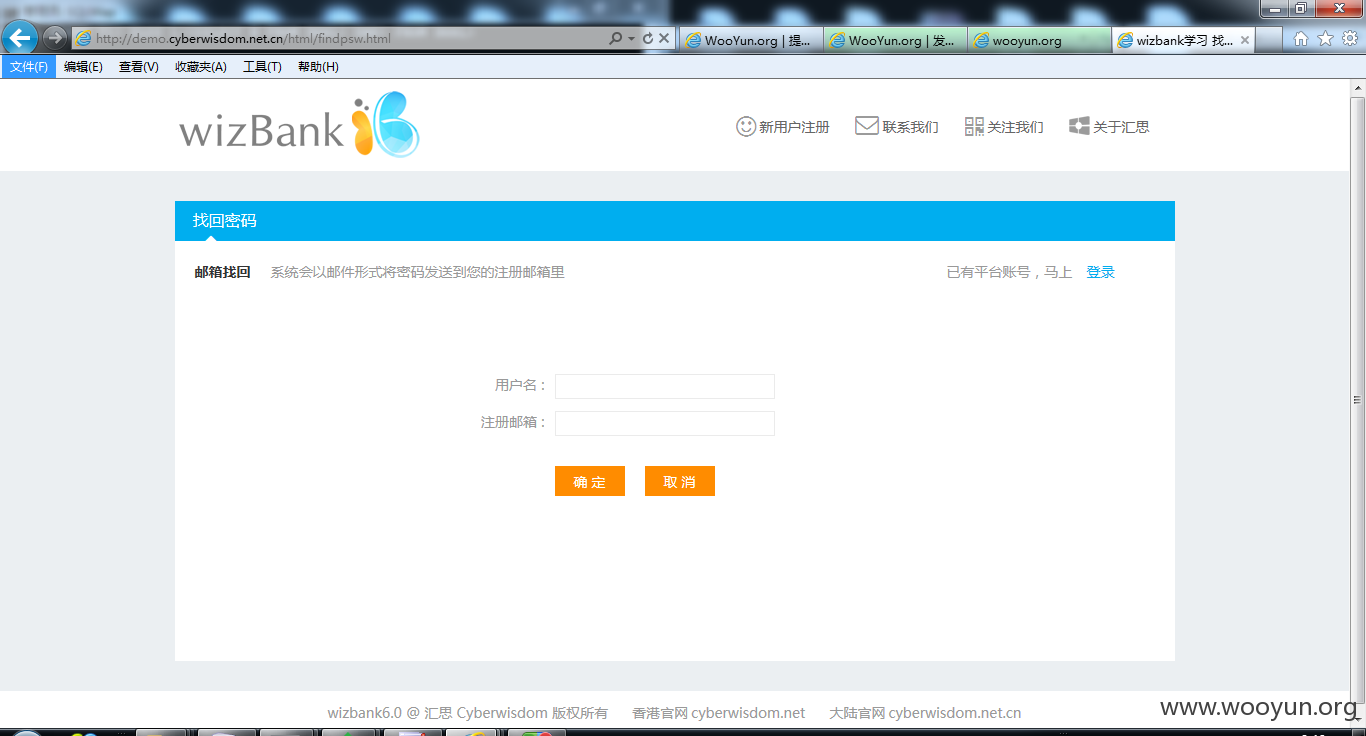 http://demo.cyberwisdom.net.cn/html/findpsw.html
WooYun.org | 提... WooYun.org | 发... wooyun.org wizbank学习 找...
文件(F) 编辑(E) 查看(V) 收藏夹(A) 工具(T) 帮助(H)
wizBank
新用户注册 联系我们 关注我们 关于汇思
找回密码
邮箱找回 系统会以邮件形式将密码发送到您的注册邮箱里 已有平台账号，马上 登录
用户名：
注册邮箱：
确 定 取 消
wizbank6.0 @ 汇思 Cyberwisdom 版权所有 香港官网 cyberwisdom.net 大陆官网 cyberwisdom.net.cn
www.wooyun.org